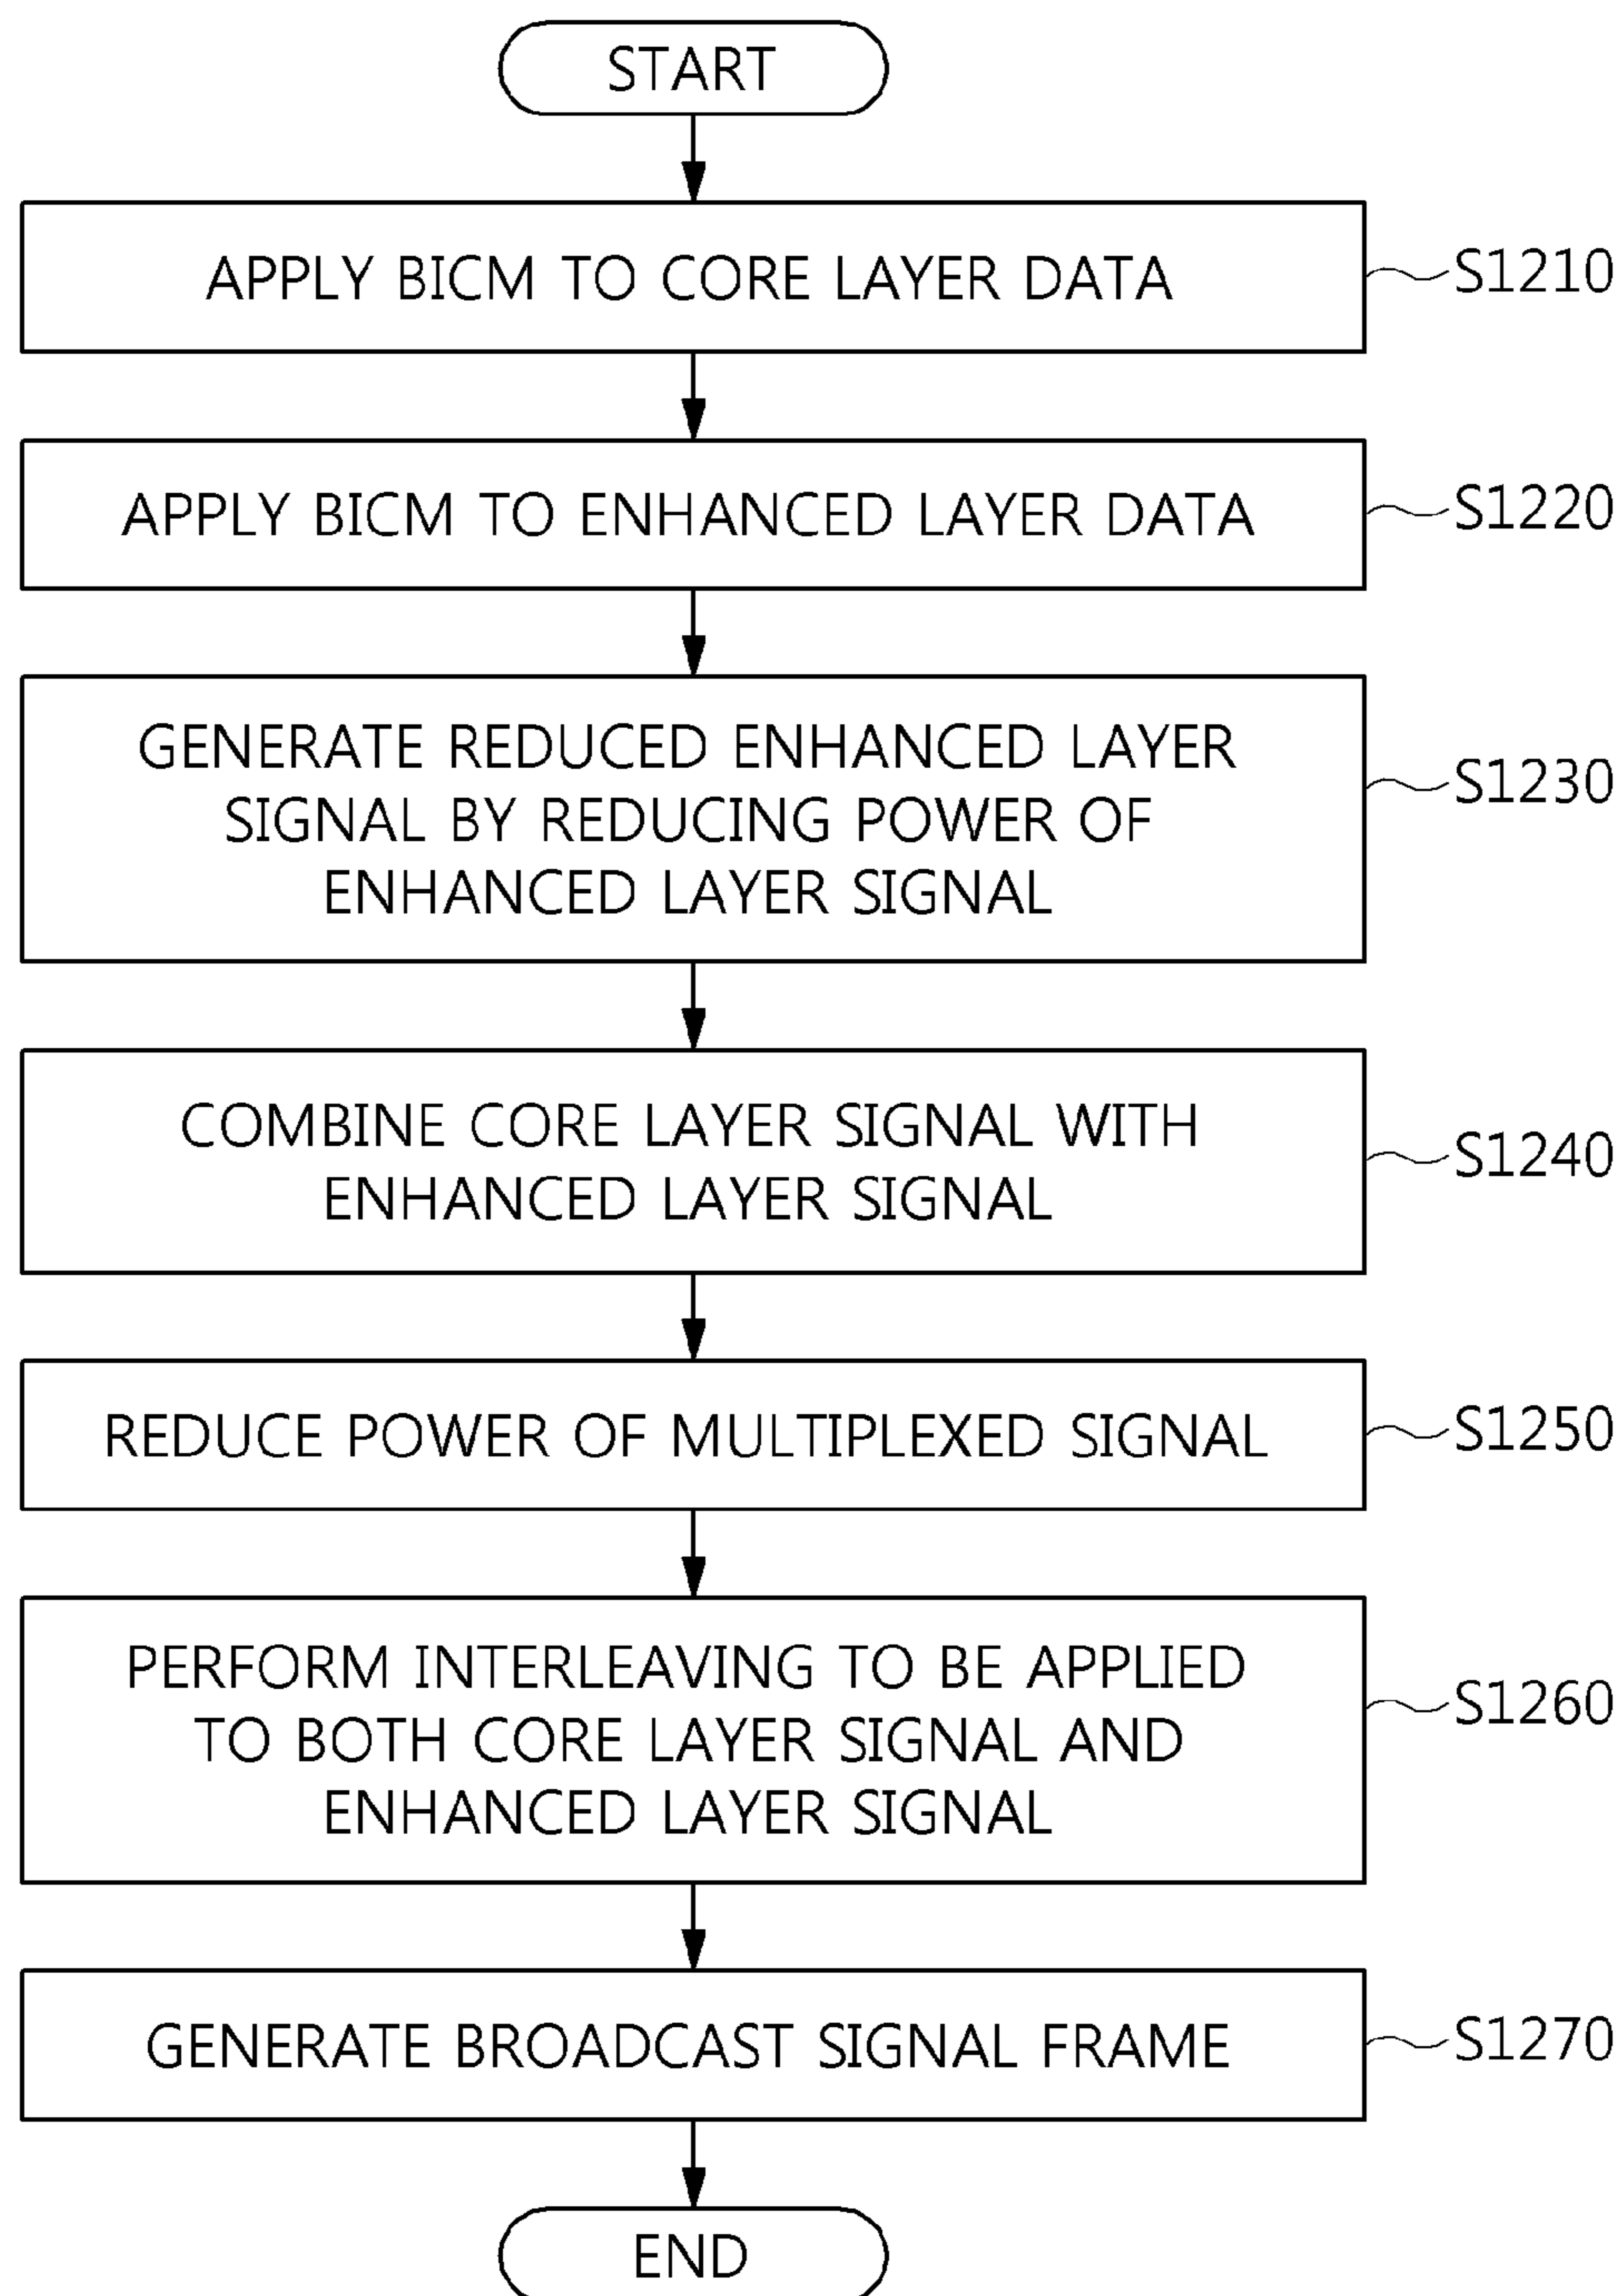 START
APPLY BICM TO CORE LAYER DATA
S1210
APPLY BICM TO ENHANCED LAYER DATA
S1220
GENERATE REDUCED ENHANCED LAYER
SIGNAL BY REDUCING POWER OF
ENHANCED LAYER SIGNAL
S1230
COMBINE CORE LAYER SIGNAL WITH
ENHANCED LAYER SIGNAL
S1240
REDUCE POWER OF MULTIPLEXED SIGNAL
S1250
PERFORM INTERLEAVING TO BE APPLIED
TO BOTH CORE LAYER SIGNAL AND
ENHANCED LAYER SIGNAL
S1260
GENERATE BROADCAST SIGNAL FRAME
S1270
END